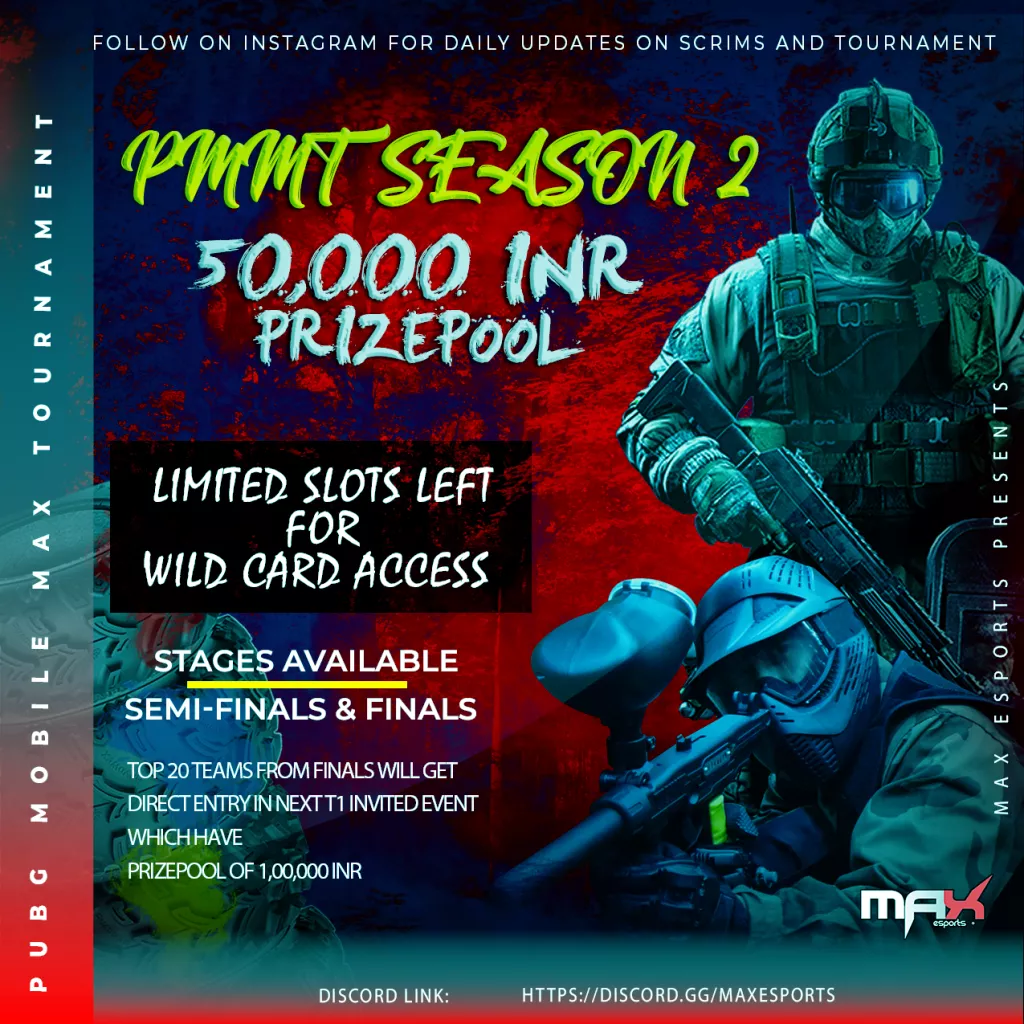 FOLLOW ON INSTAGRAM FOR DAILY UPDATES ON SCRIMS AND TOURNAMENT
PUBG MOBILE MAX TOURNAMENT
PMMT SEASON 2
50,000 INR
PRIZEPOOL
LIMITED SLOTS LEFT
FOR
WILD CARD ACCESS
STAGES AVAILABLE
SEMI-FINALS & FINALS
TOP 20 TEAMS FROM FINALS WILL GET
DIRECT ENTRY IN NEXT T1 INVITED EVENT
WHICH HAVE
PRIZEPOOL OF 1,00,000 INR
MAX ESPORTS PRESENTS
MAX
esports
DISCORD LINK: HTTPS://DISCORD.GG/MAXESPORTS